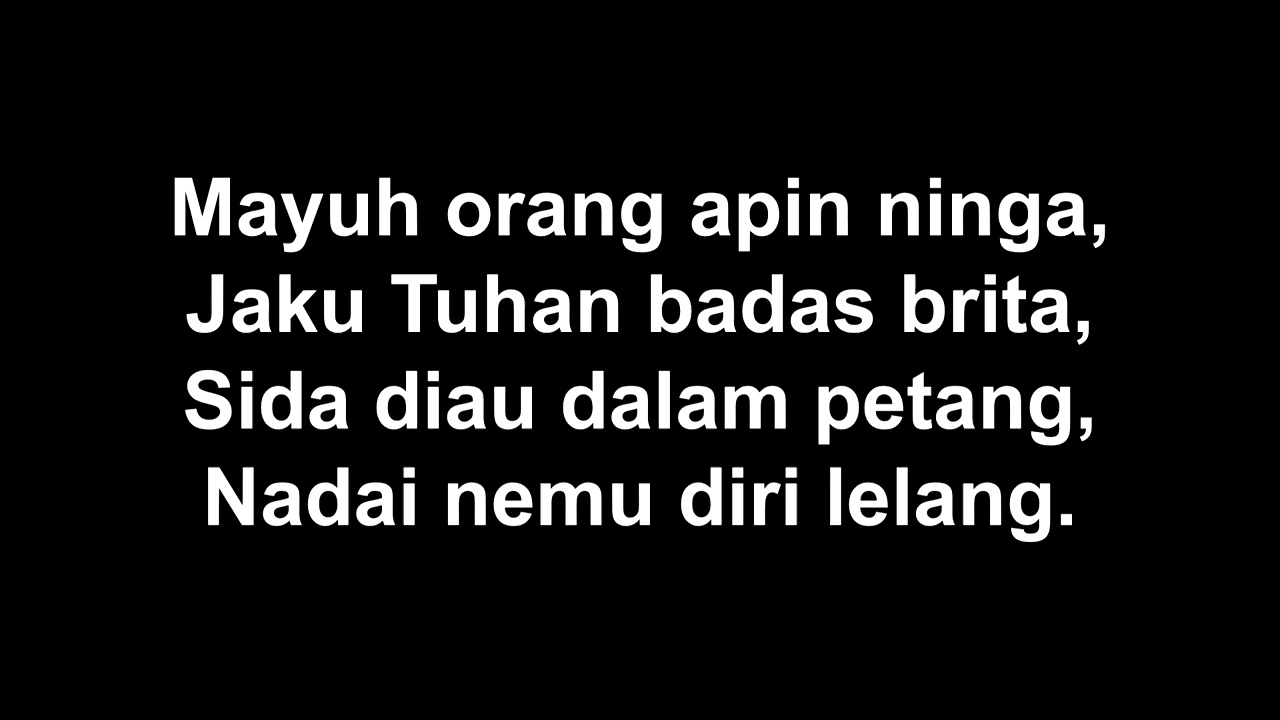 Mayuh orang apin ninga,
Jaku Tuhan badas brita,
Sida diau dalam petang,
Nadai nemu diri lelang.